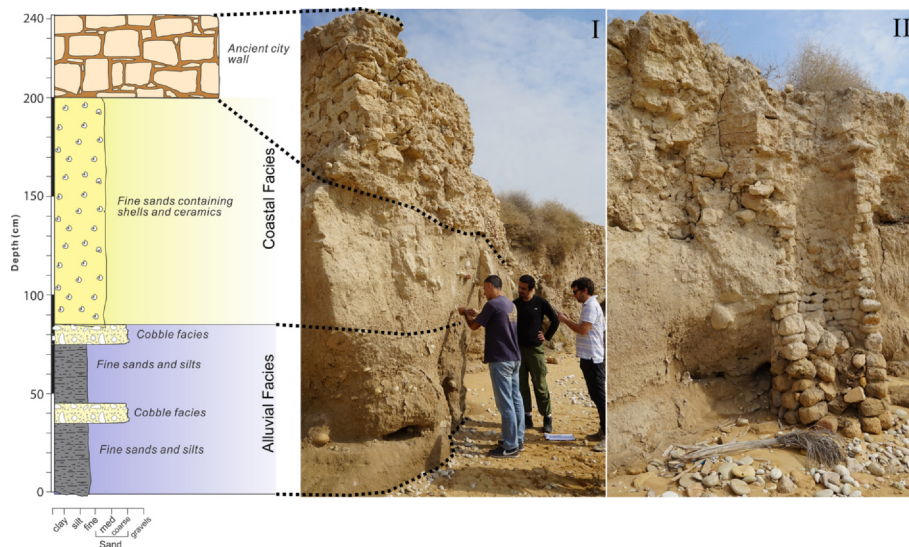 240
200
150
100
50
0
Depth (cm)
Ancient city
wall
Fine sands containing
shells and ceramics
Coastal Facies
Cobble facies
Fine sands and silts
Cobble facies
Fine sands and silts
Alluvial Facies
clay
silt
fine
med
coarse
gravels
Sand
I
II